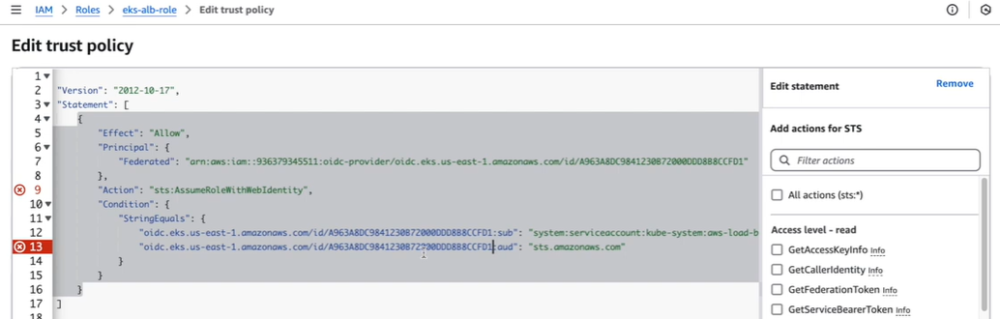 IAM > Roles > eks-alb-role > Edit trust policy
Edit trust policy
1
2 "Version": "2012-10-17",
3 "Statement": [
4 {
5 "Effect": "Allow",
6 "Principal": {
7 "Federated": "arn:aws:iam::936379345511:oidc-provider/oidc.eks.us-east-1.amazonaws.com/id/A963A8DC9841230B72000DDD888CCFD1"
8 },
9 "Action": "sts:AssumeRoleWithWebIdentity",
10 "Condition": {
11 "StringEquals": {
12 "oidc.eks.us-east-1.amazonaws.com/id/A963A8DC9841230B72000DDD888CCFD1:sub": "system:serviceaccount:kube-system:aws-load-b
13 "oidc.eks.us-east-1.amazonaws.com/id/A963A8DC9841230B72000DDD888CCFD1:aud": "sts.amazonaws.com"
14 }
15 }
16 }
17 ]
18
Edit statement
Remove
Add actions for STS
Filter actions
All actions (sts:*)
Access level - read
GetAccessKeyInfo Info
GetCallerIdentity Info
GetFederationToken Info
GetServiceBearerToken Info